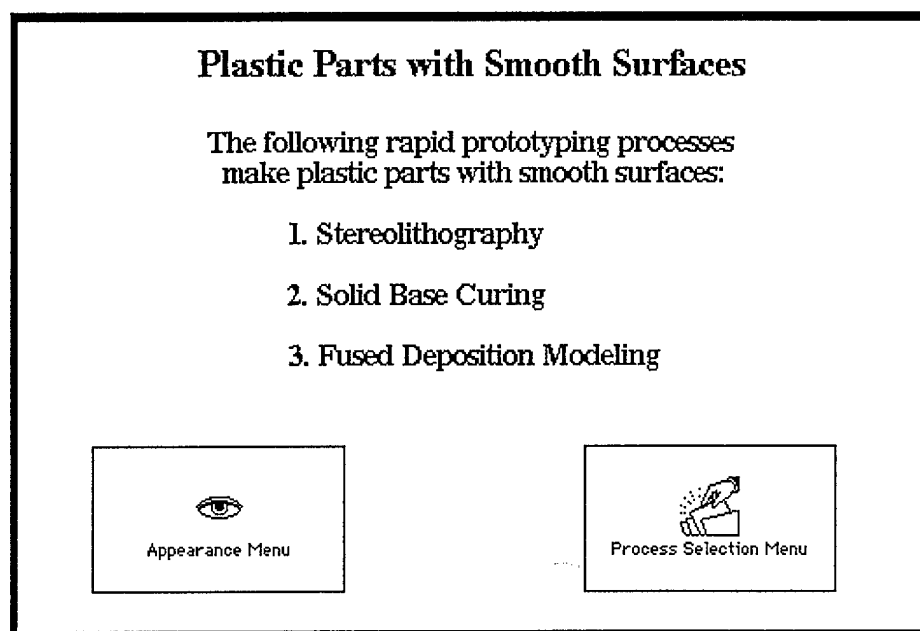 Plastic Parts with Smooth Surfaces
The following rapid prototyping processes
make plastic parts with smooth surfaces:
1. Stereolithography
2. Solid Base Curing
3. Fused Deposition Modeling
Appearance Menu
Process Selection Menu